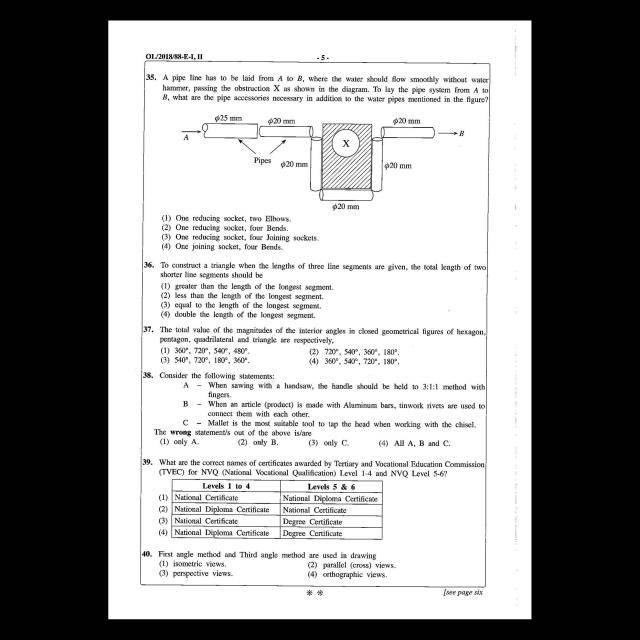 OL/2018/88-E-I, II
- 5 -
35. A pipe line has to be laid from A to B, where the water should flow smoothly without water
hammer, passing the obstruction X as shown in the diagram. To lay the pipe system from A to
B, what are the pipe accessories necessary in addition to the water pipes mentioned in the figure?
ϕ25 mm
ϕ20 mm
ϕ20 mm
A
X
B
Pipes
ϕ20 mm
ϕ20 mm
ϕ20 mm
(1) One reducing socket, two Elbows.
(2) One reducing socket, four Bends.
(3) One reducing socket, four Joining sockets.
(4) One joining socket, four Bends.
36. To construct a triangle when the lengths of three line segments are given, the total length of two
shorter line segments should be
(1) greater than the length of the longest segment.
(2) less than the length of the longest segment.
(3) equal to the length of the longest segment.
(4) double the length of the longest segment.
37. The total value of the magnitudes of the interior angles in closed geometrical figures of hexagon,
pentagon, quadrilateral and triangle are respectively,
(1) 360°, 720°, 540°, 480°. (2) 720°, 540°, 360°, 180°.
(3) 540°, 720°, 180°, 360°. (4) 360°, 540°, 720°, 180°.
38. Consider the following statements:
A – When sawing with a handsaw, the handle should be held to 3:1:1 method with
fingers.
B – When an article (product) is made with Aluminum bars, tinwork rivets are used to
connect them with each other.
C – Mallet is the most suitable tool to tap the head when working with the chisel.
The wrong statement/s out of the above is/are
(1) only A. (2) only B. (3) only C. (4) All A, B and C.
39. What are the correct names of certificates awarded by Tertiary and Vocational Education Commission
(TVEC) for NVQ (National Vocational Qualification) Level 1-4 and NVQ Level 5-6?
Levels 1 to 4 Levels 5 & 6
(1) National Certificate National Diploma Certificate
(2) National Diploma Certificate National Certificate
(3) National Certificate Degree Certificate
(4) National Diploma Certificate Degree Certificate
40. First angle method and Third angle method are used in drawing
(1) isometric views. (2) parallel (cross) views.
(3) perspective views. (4) orthographic views.
* *
[see page six